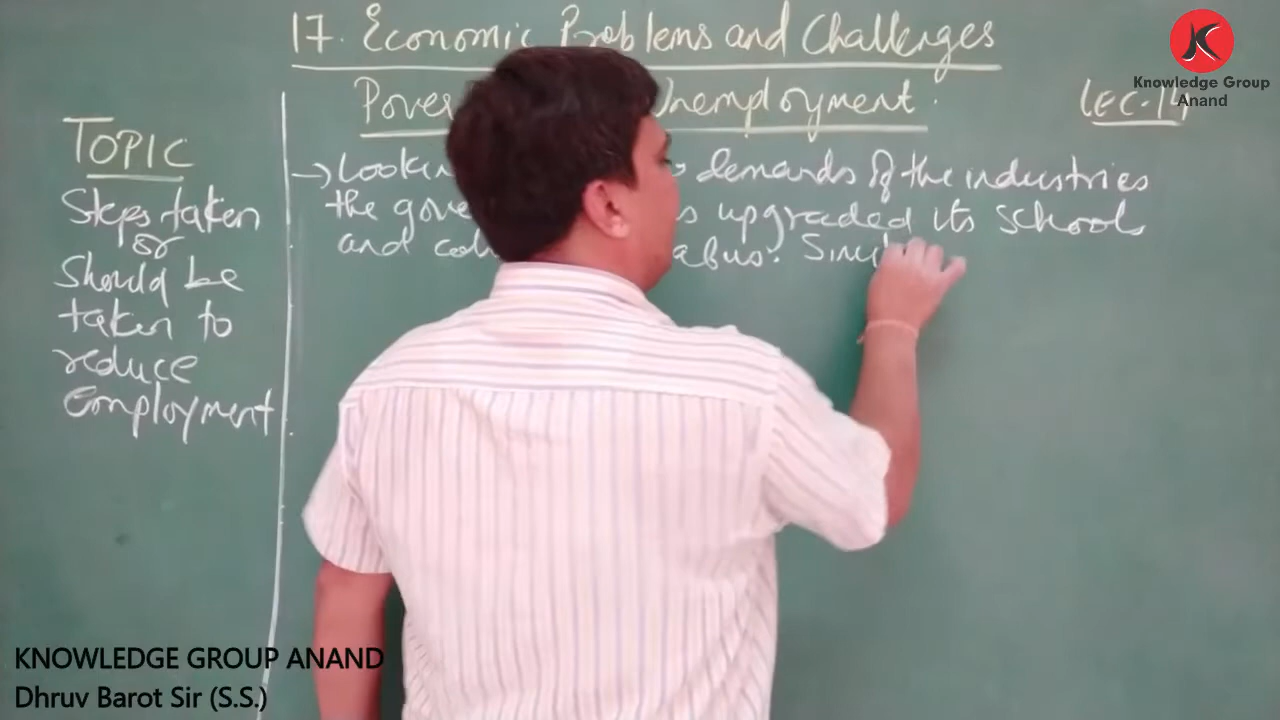 17. Economic Problems and Challenges
Unemployment.
LEC-14
Knowledge Group
Anand
TOPIC
Steps taken
or
Should be
taken to
reduce
Employment.
→ demands of the industries
the upgraded its schools
and
KNOWLEDGE GROUP ANAND
Dhruv Barot Sir (S.S.)